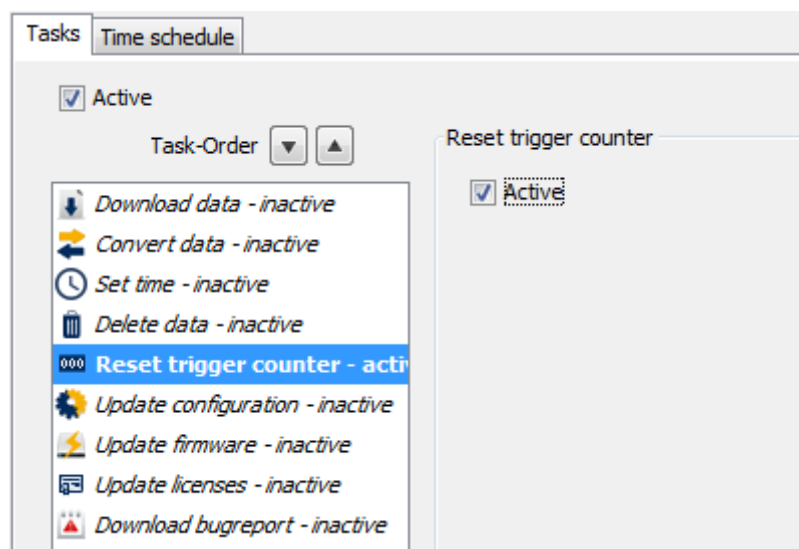 Tasks
Time schedule
Active
Task-Order
Reset trigger counter
Active
Download data - inactive
Convert data - inactive
Set time - inactive
Delete data - inactive
000 Reset trigger counter - activ
Update configuration - inactive
Update firmware - inactive
Update licenses - inactive
Download bugreport - inactive